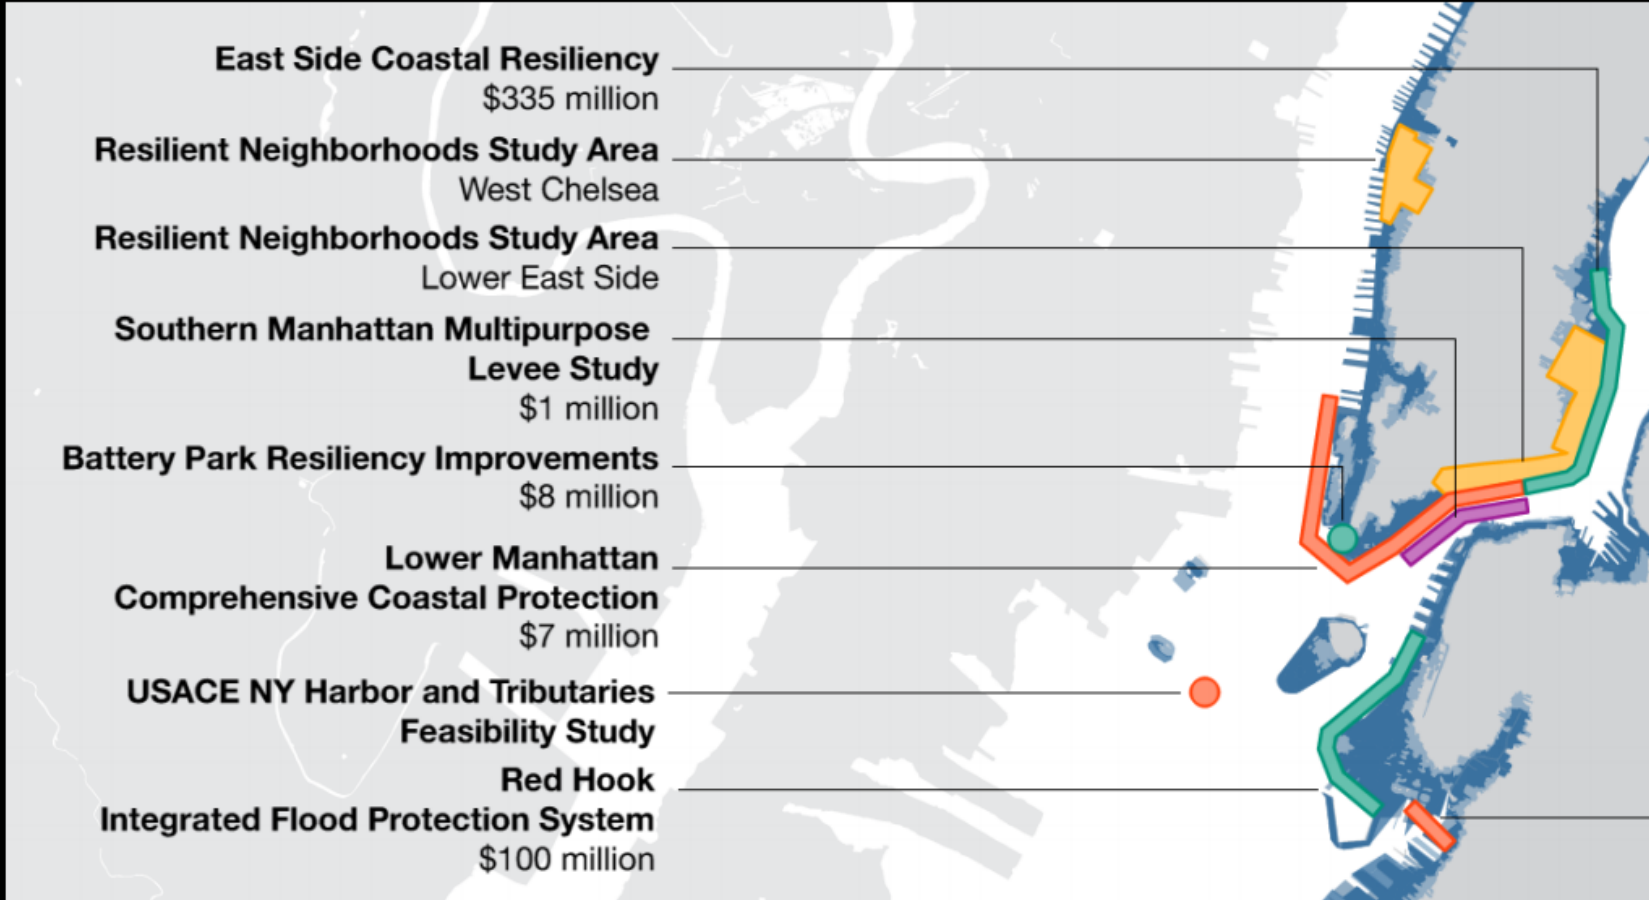 East Side Coastal Resiliency
$335 million
Resilient Neighborhoods Study Area
West Chelsea
Resilient Neighborhoods Study Area
Lower East Side
Southern Manhattan Multipurpose
Levee Study
$1 million
Battery Park Resiliency Improvements
$8 million
Lower Manhattan
Comprehensive Coastal Protection
$7 million
USACE NY Harbor and Tributaries
Feasibility Study
Red Hook
Integrated Flood Protection System
$100 million